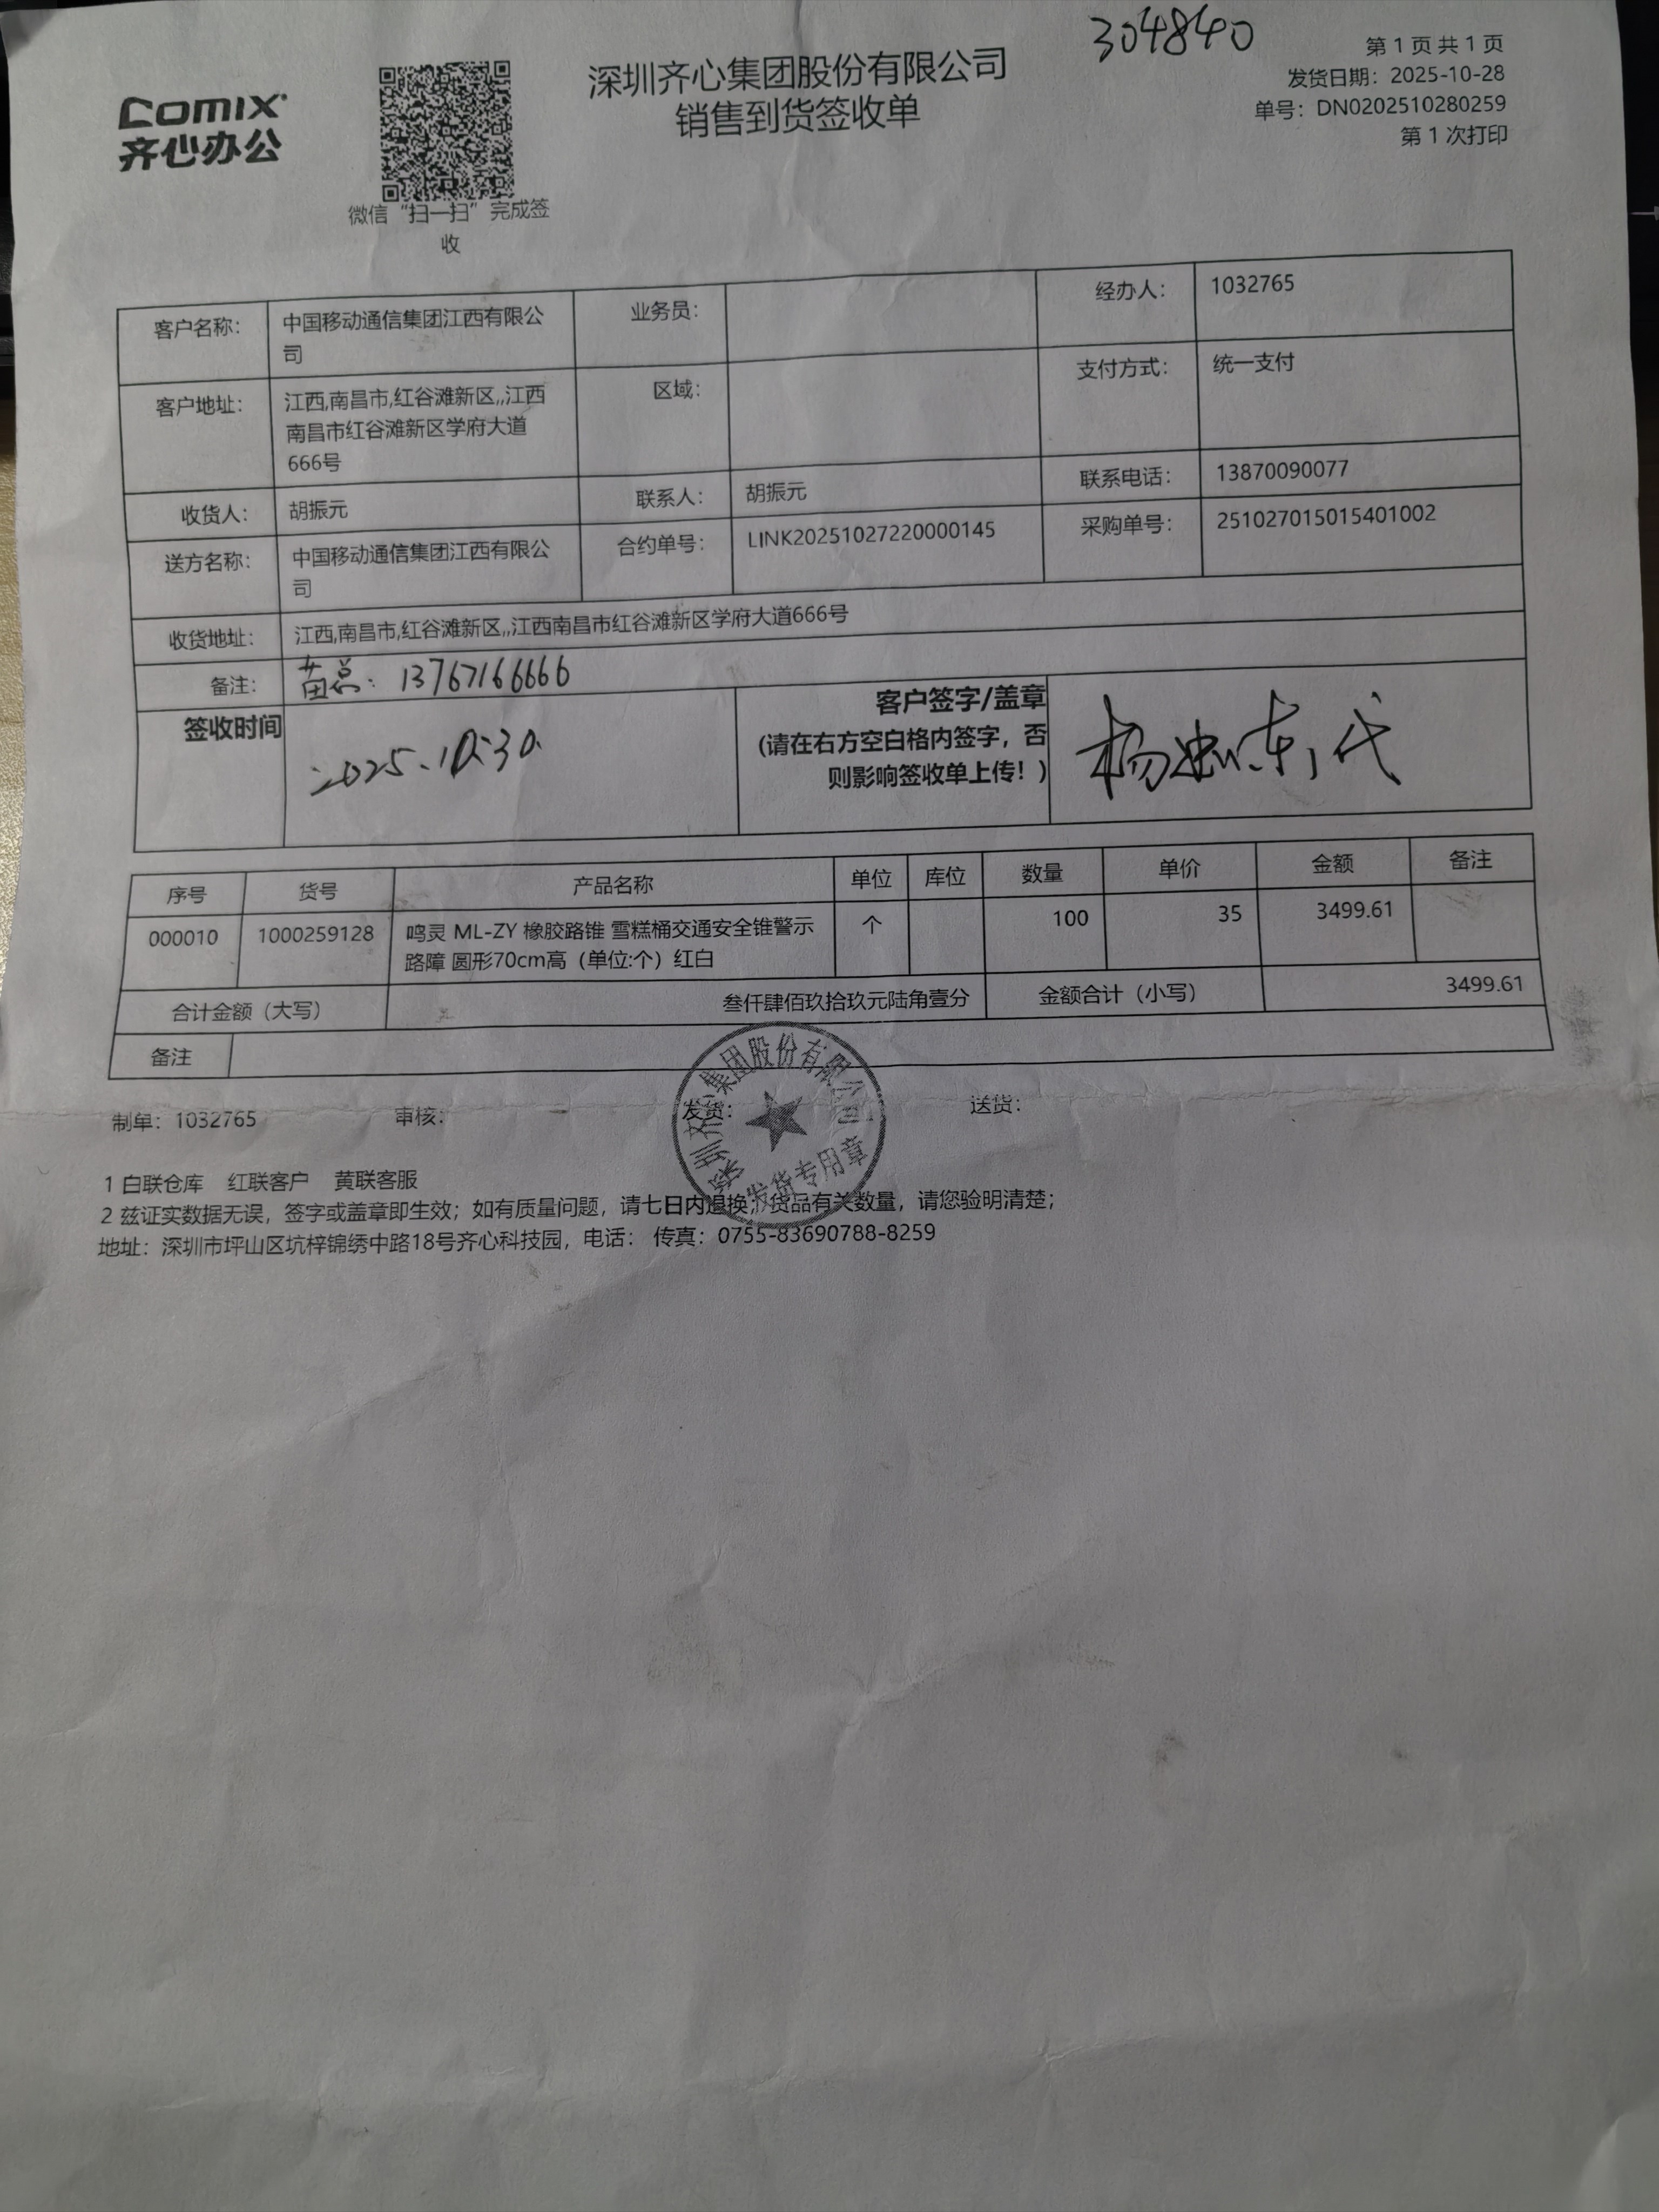 304840
第 1 页 共 1 页
发货日期：2025-10-28
单号：DN0202510280259
第 1 次打印
深圳齐心集团股份有限公司
销售到货签收单
COMIX
齐心办公
微信“扫一扫”完成签
收
客户名称： 中国移动通信集团江西有限公 业务员： 经办人： 1032765
司
客户地址： 江西,南昌市,红谷滩新区,,江西 区域： 支付方式： 统一支付
南昌市红谷滩新区学府大道
666号
收货人： 胡振元 联系人： 胡振元 联系电话： 13870090077
送方名称： 中国移动通信集团江西有限公 合约单号： LINK20251027220000145 采购单号： 251027015015401002
司
收货地址： 江西,南昌市,红谷滩新区,,江西南昌市红谷滩新区学府大道666号
备注： 苗总：13767166666
签收时间 2025.10.30. 客户签字/盖章
(请在右方空白格内签字，否
则影响签收单上传！)
杨 东,代
序号 货号 产品名称 单位 库位 数量 单价 金额 备注
000010 1000259128 鸣灵 ML-ZY 橡胶路锥 雪糕桶交通安全锥警示 个 100 35 3499.61
路障 圆形70cm高（单位:个）红白
合计金额（大写） 叁仟肆佰玖拾玖元陆角壹分 金额合计（小写） 3499.61
备注
制单：1032765 审核： 发货： 送货：
深圳齐心集团股份有限公司
发货专用章
1 白联仓库 红联客户 黄联客服
2 兹证实数据无误，签字或盖章即生效；如有质量问题，请七日内退换；货品有关数量，请您验明清楚；
地址：深圳市坪山区坑梓锦绣中路18号齐心科技园，电话： 传真：0755-83690788-8259